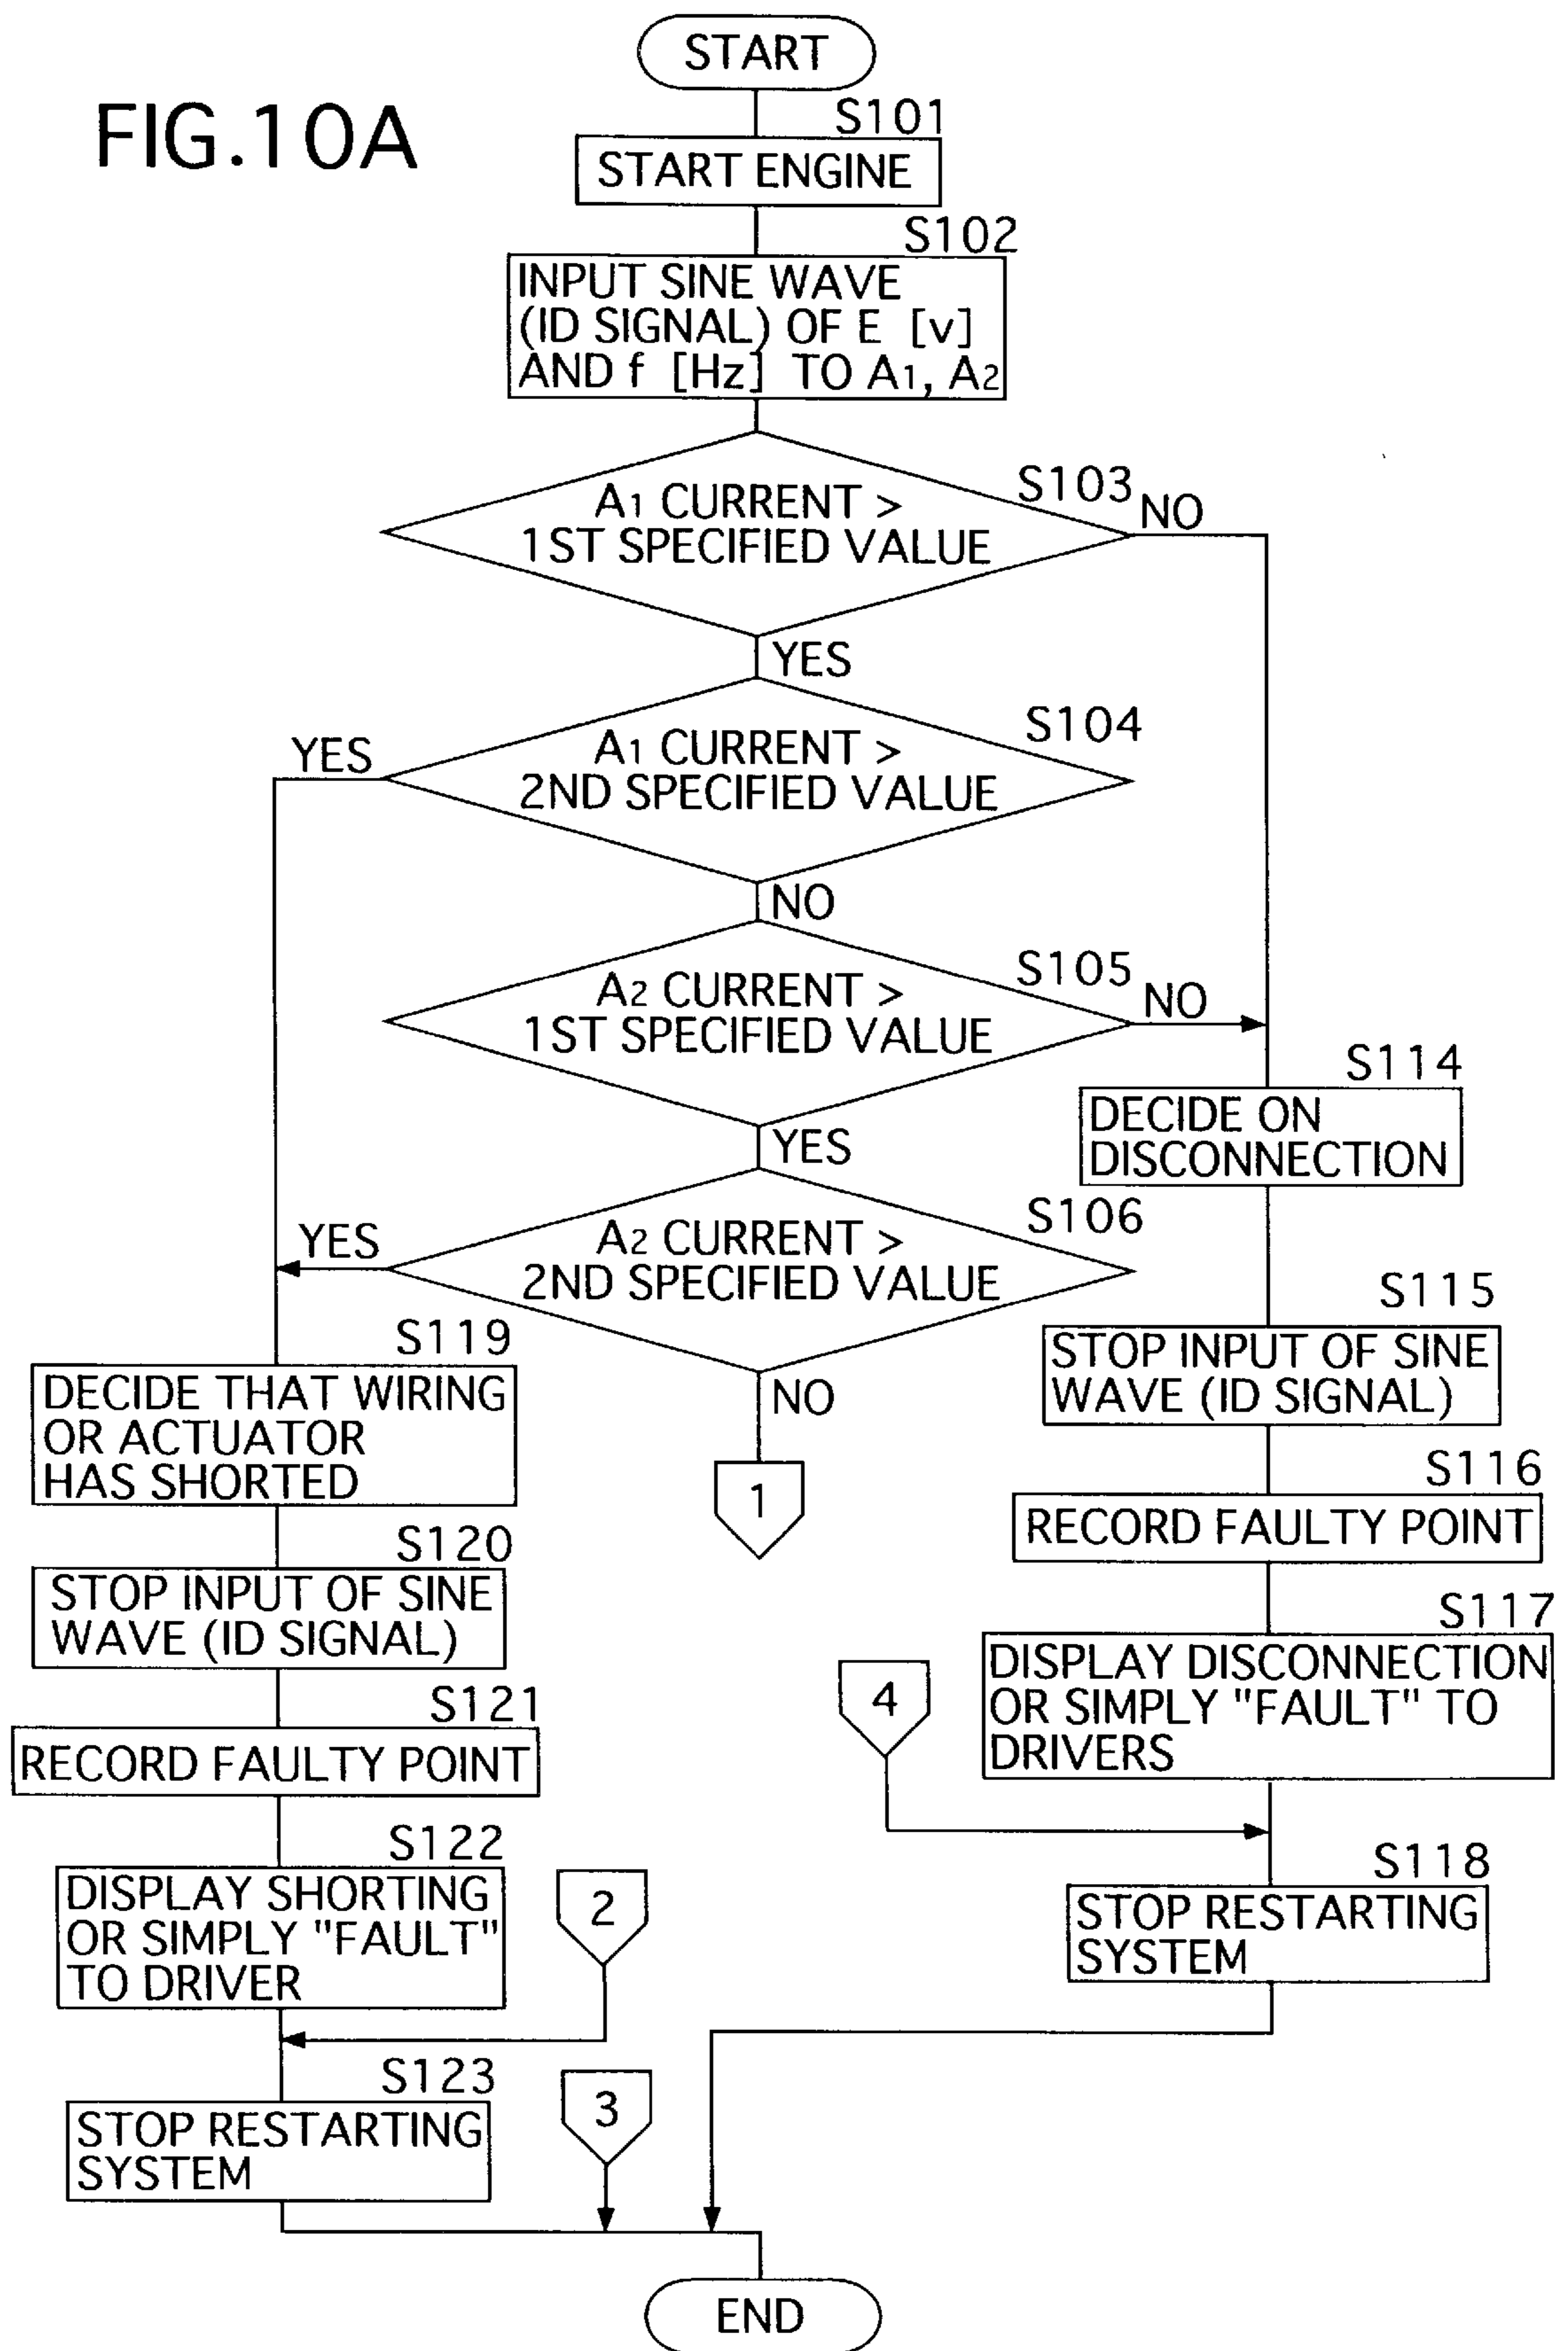 FIG.10A
START
S101
START ENGINE
S102
INPUT SINE WAVE
(ID SIGNAL) OF E [v]
AND f [Hz] TO A1, A2
S103
A1 CURRENT >
1ST SPECIFIED VALUE
NO
YES
S104
A1 CURRENT >
2ND SPECIFIED VALUE
YES
NO
S105
A2 CURRENT >
1ST SPECIFIED VALUE
NO
YES
S114
DECIDE ON
DISCONNECTION
S106
A2 CURRENT >
2ND SPECIFIED VALUE
YES
NO
1
S115
STOP INPUT OF SINE
WAVE (ID SIGNAL)
S116
RECORD FAULTY POINT
S117
DISPLAY DISCONNECTION
OR SIMPLY "FAULT" TO
DRIVERS
4
S118
STOP RESTARTING
SYSTEM
S119
DECIDE THAT WIRING
OR ACTUATOR
HAS SHORTED
S120
STOP INPUT OF SINE
WAVE (ID SIGNAL)
S121
RECORD FAULTY POINT
S122
DISPLAY SHORTING
OR SIMPLY "FAULT"
TO DRIVER
2
S123
STOP RESTARTING
SYSTEM
3
END